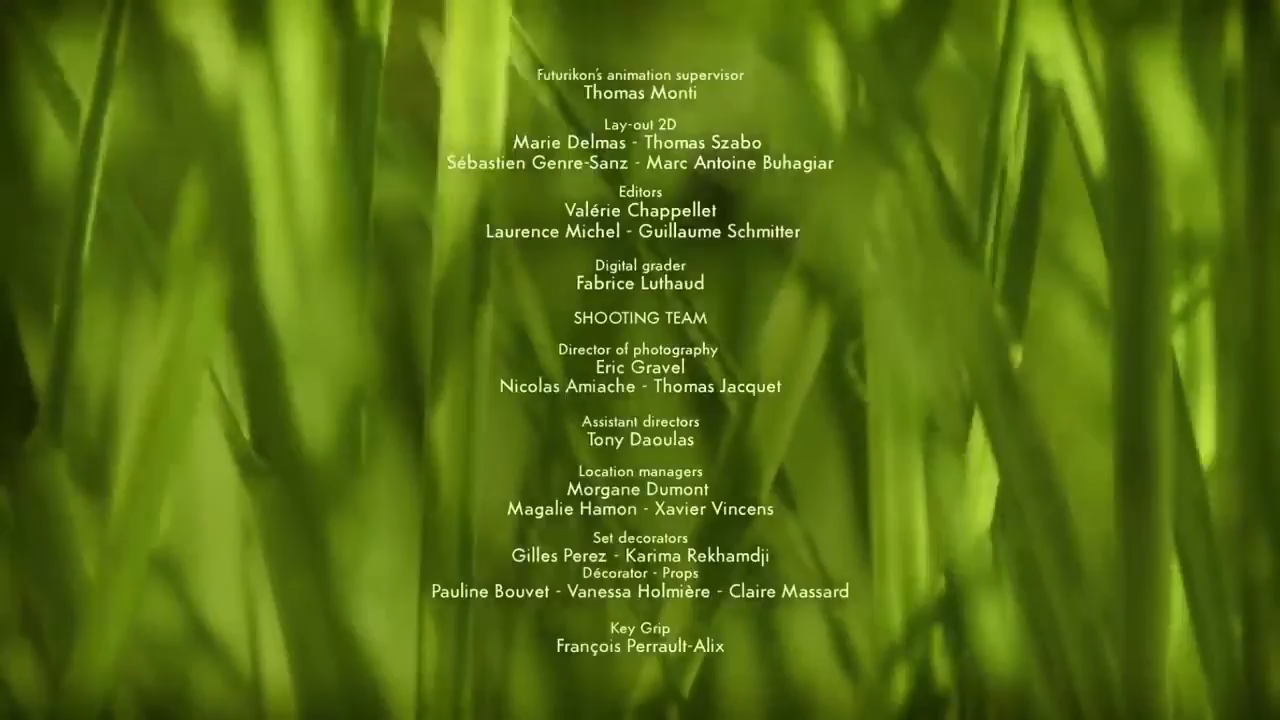 Futurikon's animation supervisor
Thomas Monti
Lay-out 2D
Marie Delmas - Thomas Szabo
Sébastien Genre-Sanz - Marc Antoine Buhagiar
Editors
Valérie Chappellet
Laurence Michel - Guillaume Schmitter
Digital grader
Fabrice Luthaud
SHOOTING TEAM
Director of photography
Eric Gravel
Nicolas Amiache - Thomas Jacquet
Assistant directors
Tony Daoulas
Location managers
Morgane Dumont
Magalie Hamon - Xavier Vincens
Set decorators
Gilles Perez - Karima Rekhamdji
Décorator - Props
Pauline Bouvet - Vanessa Holmière - Claire Massard
Key Grip
François Perrault-Alix